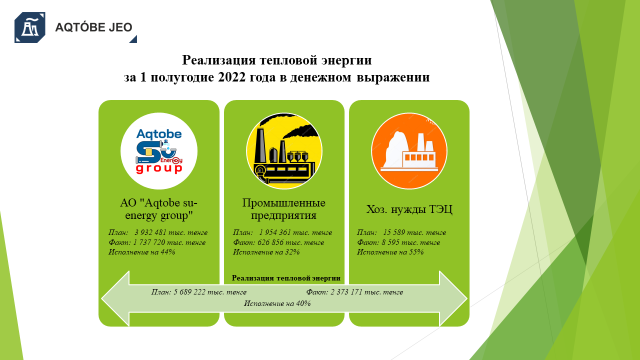 AQTÓBE JEO
Реализация тепловой энергии
за 1 полугодие 2022 года в денежном выражении
Aqtobe
su
Energy
group
АО "Aqtobe su-
energy group"
План: 3 932 481 тыс. тенге
Факт: 1 737 720 тыс. тенге
Исполнение на 44%
Промышленные
предприятия
План: 1 954 361 тыс. тенге
Факт: 626 856 тыс. тенге
Исполнение на 32%
Хоз. нужды ТЭЦ
План: 15 589 тыс. тенге
Факт: 8 595 тыс. тенге
Исполнение на 55%
Реализация тепловой энергии
План: 5 689 222 тыс. тенге Факт: 2 373 171 тыс. тенге
Исполнение на 40%